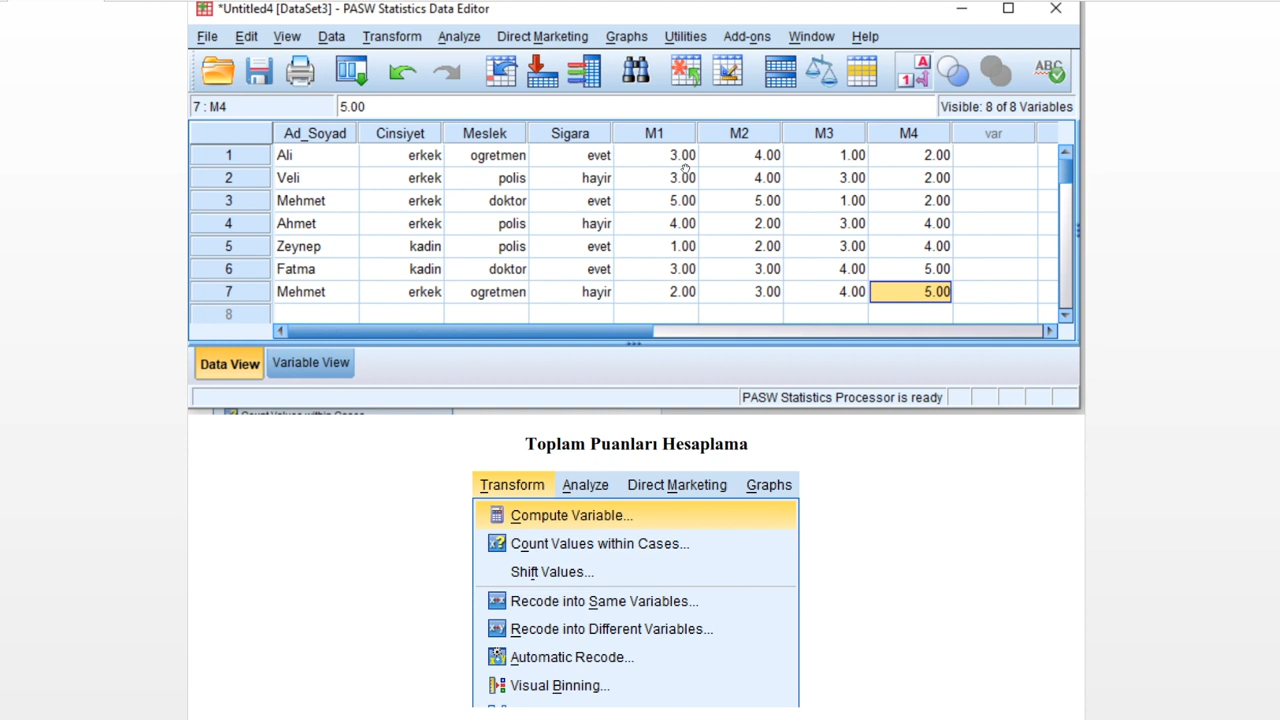 *Untitled4 [DataSet3] - PASW Statistics Data Editor
File Edit View Data Transform Analyze Direct Marketing Graphs Utilities Add-ons Window Help
7 : M4 5.00 Visible: 8 of 8 Variables
Ad_Soyad Cinsiyet Meslek Sigara M1 M2 M3 M4 var
1 Ali erkek ogretmen evet 3.00 4.00 1.00 2.00
2 Veli erkek polis hayir 3.00 4.00 3.00 2.00
3 Mehmet erkek doktor evet 5.00 5.00 1.00 2.00
4 Ahmet erkek polis hayir 4.00 2.00 3.00 4.00
5 Zeynep kadin polis evet 1.00 2.00 3.00 4.00
6 Fatma kadin doktor evet 3.00 3.00 4.00 5.00
7 Mehmet erkek ogretmen hayir 2.00 3.00 4.00 5.00
8
Data View Variable View
PASW Statistics Processor is ready
Count Values within Cases
Toplam Puanları Hesaplama
Transform Analyze Direct Marketing Graphs
Compute Variable...
Count Values within Cases...
Shift Values...
Recode into Same Variables...
Recode into Different Variables...
Automatic Recode...
Visual Binning...